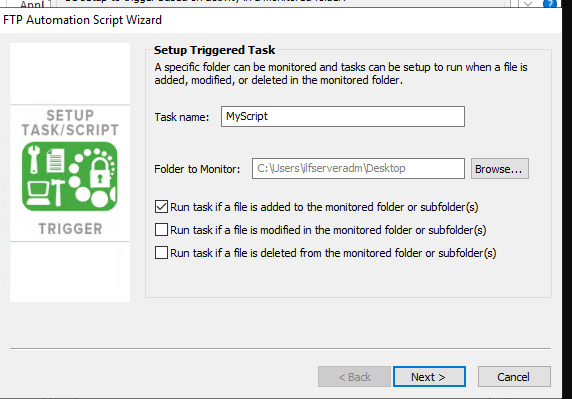 Appl
FTP Automation Script Wizard
SETUP
TASK/SCRIPT
TRIGGER
Setup Triggered Task
A specific folder can be monitored and tasks can be setup to run when a file is
added, modified, or deleted in the monitored folder.
Task name: MyScript
Folder to Monitor: C:\Users\ilfserveradm\Desktop Browse...
Run task if a file is added to the monitored folder or subfolder(s)
Run task if a file is modified in the monitored folder or subfolder(s)
Run task if a file is deleted from the monitored folder or subfolder(s)
< Back Next > Cancel